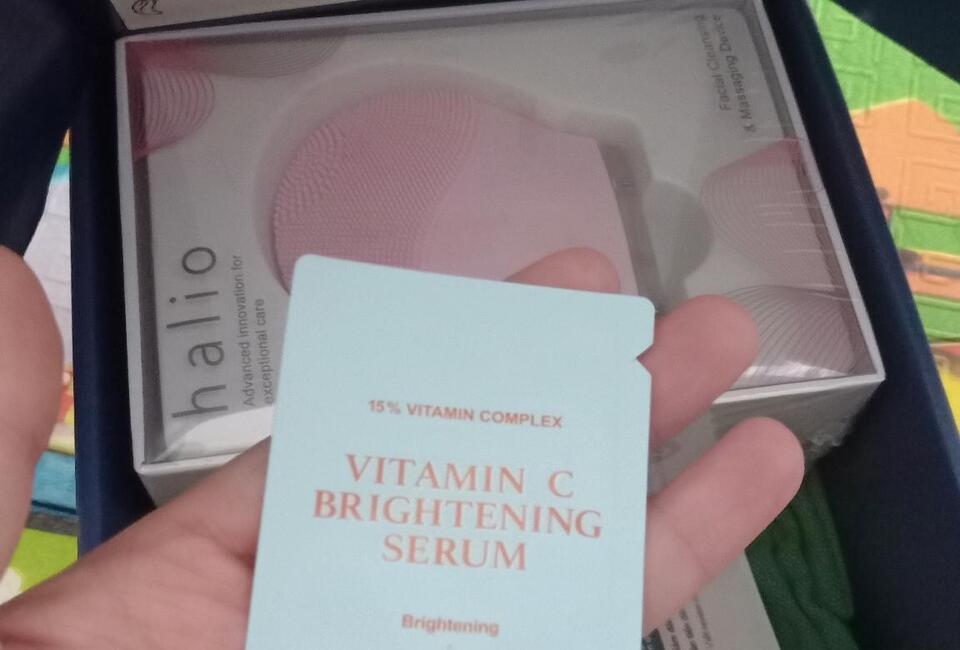 halio
Advanced innovation for
exceptional care
Facial Cleansing
& Massaging Device
15% VITAMIN COMPLEX
VITAMIN C
BRIGHTENING
SERUM
Brightening